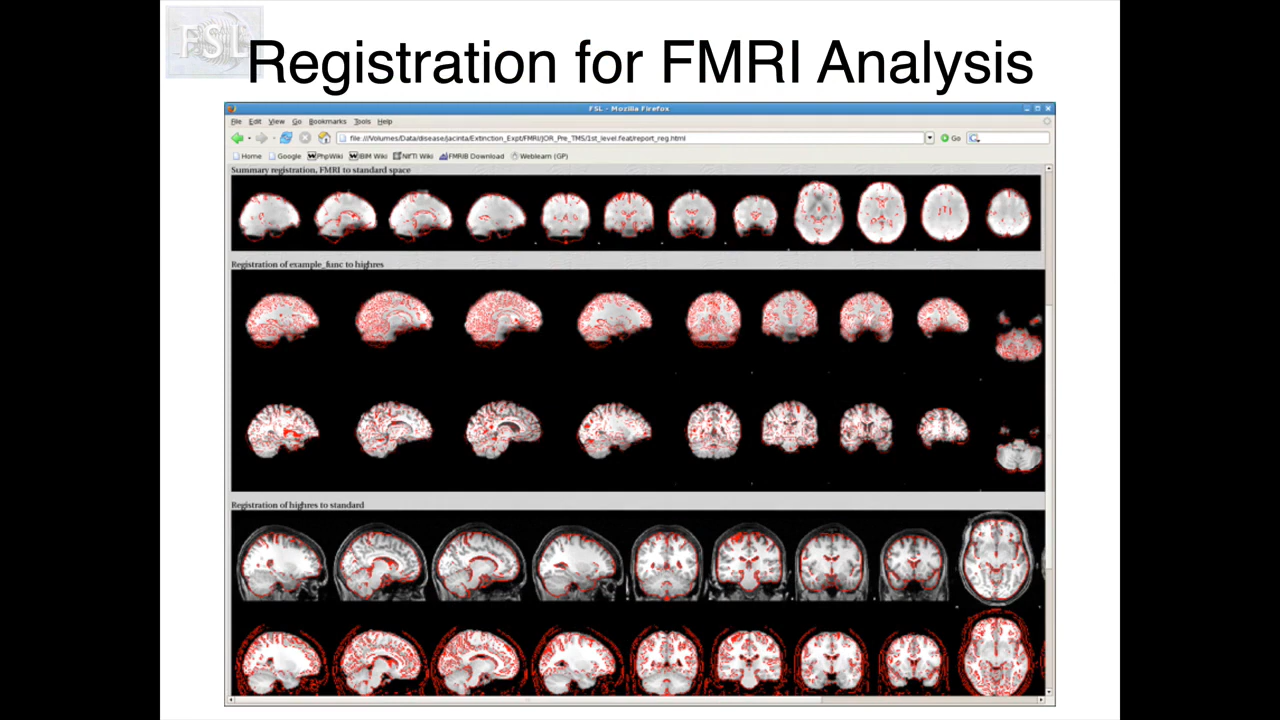 FSL
Registration for FMRI Analysis
FSL - Mozilla Firefox
File Edit View Go Bookmarks Tools Help
file:///Volumes/Data/disease/jacinta/Extinction_Expt/FMRI/JOR_Pre_TMS/1st_level.feat/report_reg.html
Go
Home Google PhpWiki IBIM Wiki NIfTI Wiki FMRIB Download Weblearn (GP)
Summary registration, FMRI to standard space
Registration of example_func to highres
Registration of highres to standard